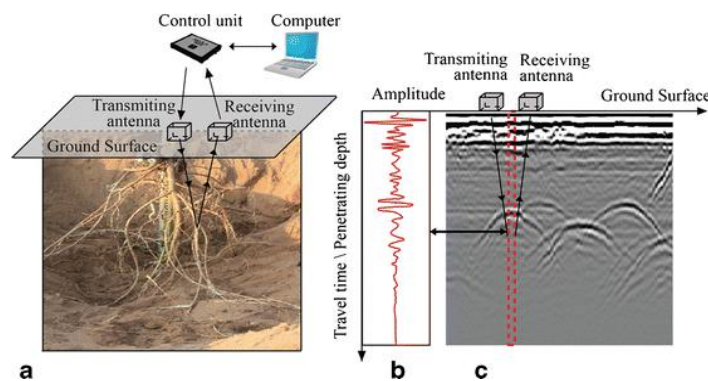 Control unit
Computer
Transmiting
antenna
Receiving
antenna
Ground Surface
a
Transmiting
antenna
Receiving
antenna
Amplitude
Ground Surface
Travel time \ Penetrating depth
b
c